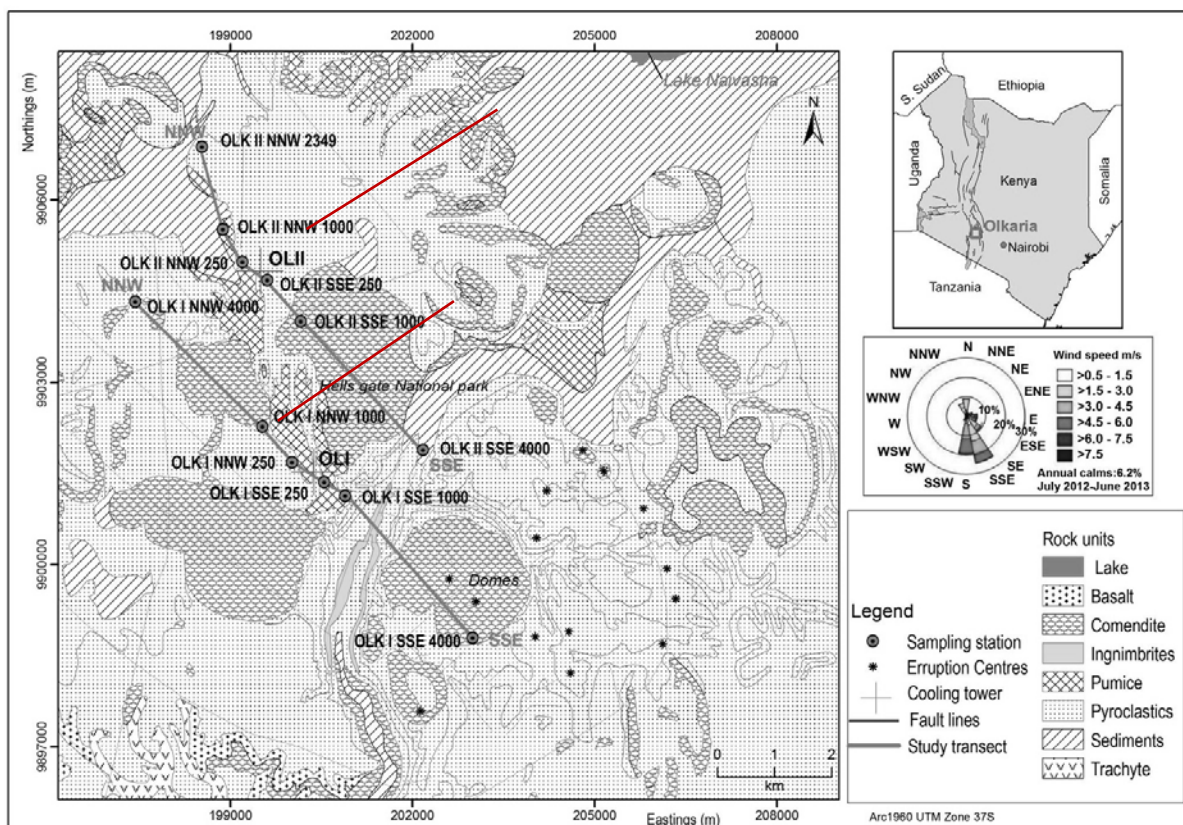 199000
202000
205000
208000
Northings (m)
9906000
9903000
9900000
9897000
Lake Naivasha
N
NNW
OLK II NNW 2349
OLK II NNW 1000
OLII
OLK II NNW 250
NNW
OLK II SSE 250
OLK I NNW 4000
OLK II SSE 1000
Hells gate National park
OLK I NNW 1000
OLK II SSE 4000
OLK I NNW 250
OLI
SSE
OLK I SSE 250
OLK I SSE 1000
Domes
OLK I SSE 4000
SSE
0 1 2
km
199000
202000
205000
208000
Eastings (m)
S. Sudan
Ethiopia
Uganda
Kenya
Somalia
Olkaria
Nairobi
Tanzania
N
NNE
NE
ENE
E
ESE
SE
SSE
S
SSW
SW
WSW
W
WNW
NW
NNW
10%
20%
30%
Wind speed m/s
>0.5 - 1.5
>1.5 - 3.0
>3.0 - 4.5
>4.5 - 6.0
>6.0 - 7.5
>7.5
Annual calms:6.2%
July 2012-June 2013
Legend
Sampling station
Erruption Centres
Cooling tower
Fault lines
Study transect
Rock units
Lake
Basalt
Comendite
Ingnimbrites
Pumice
Pyroclastics
Sediments
Trachyte
Arc1960 UTM Zone 37S